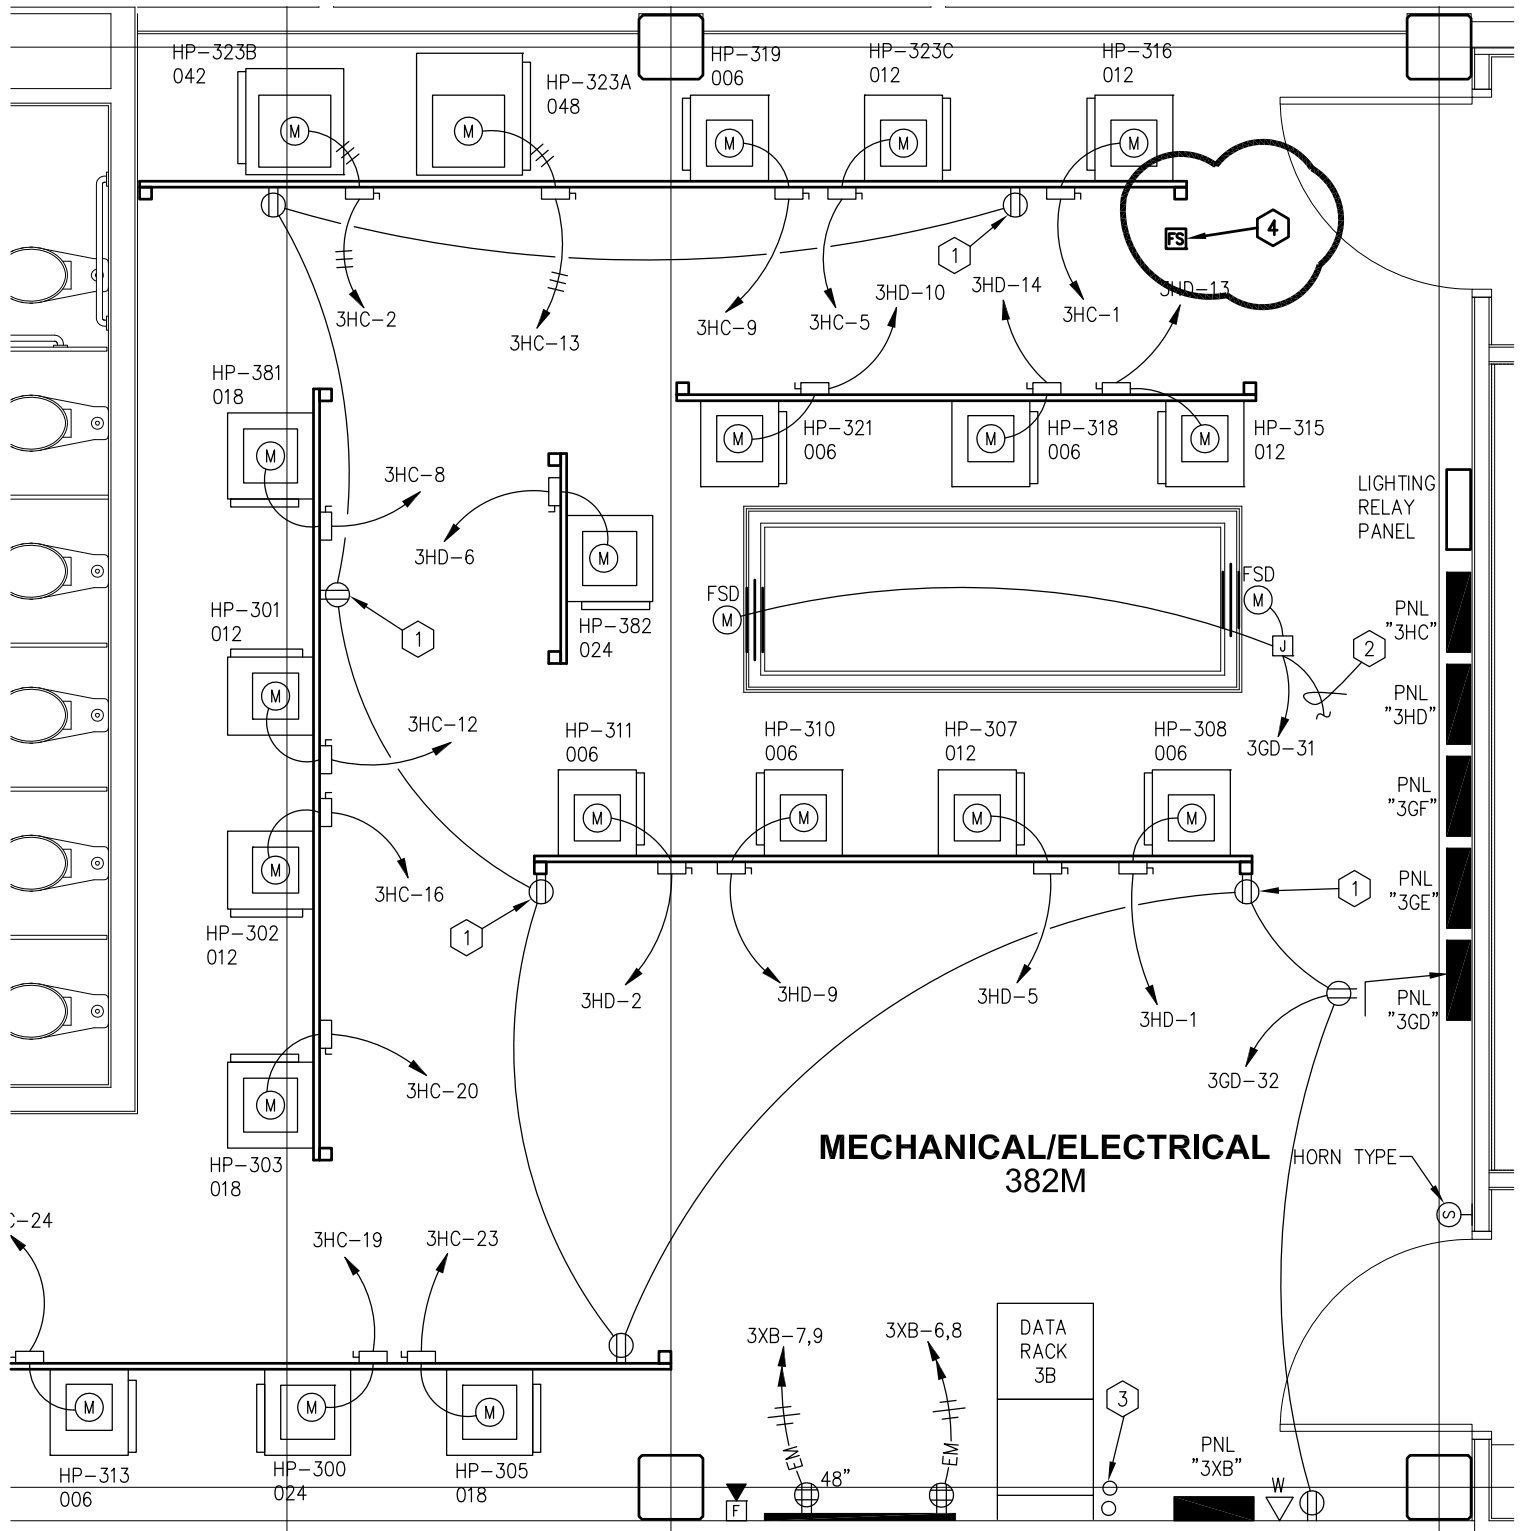 HP-323B
042
HP-323A
048
HP-319
006
HP-323C
012
HP-316
012
M
M
M
M
M
FS
4
1
3HC-2
3HC-13
3HC-9
3HC-5
3HD-10
3HD-14
3HC-1
3HD-13
HP-381
018
M
3HC-8
3HD-6
M
HP-382
024
M
M
M
HP-321
006
HP-318
006
HP-315
012
LIGHTING
RELAY
PANEL
FSD
M
FSD
M
J
2
3GD-31
PNL
"3HC"
PNL
"3HD"
PNL
"3GF"
PNL
"3GE"
PNL
"3GD"
HP-301
012
M
1
3HC-12
M
3HC-16
HP-302
012
HP-311
006
HP-310
006
HP-307
012
HP-308
006
M
M
M
M
1
1
3HD-2
3HD-9
3HD-5
3HD-1
3GD-32
3HC-20
M
HP-303
018
MECHANICAL/ELECTRICAL
382M
HORN TYPE
S
C-24
3HC-19
3HC-23
M
M
M
HP-313
006
HP-300
024
HP-305
018
3XB-7,9
3XB-6,8
EM
EM
48"
F
DATA
RACK
3B
3
PNL
"3XB"
W